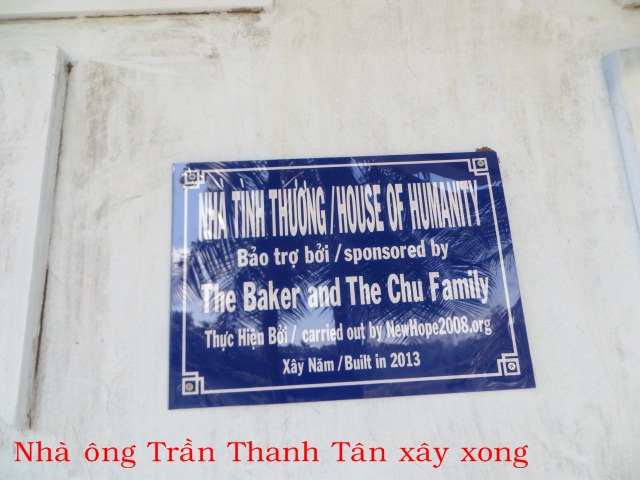 NHÀ TÌNH THƯƠNG / HOUSE OF HUMANITY
Bảo trợ bởi / sponsored by
The Baker and The Chu Family
Thực Hiện Bởi / carried out by NewHope2008.org
Xây Năm / Built in 2013
Nhà ông Trần Thanh Tân xây xong